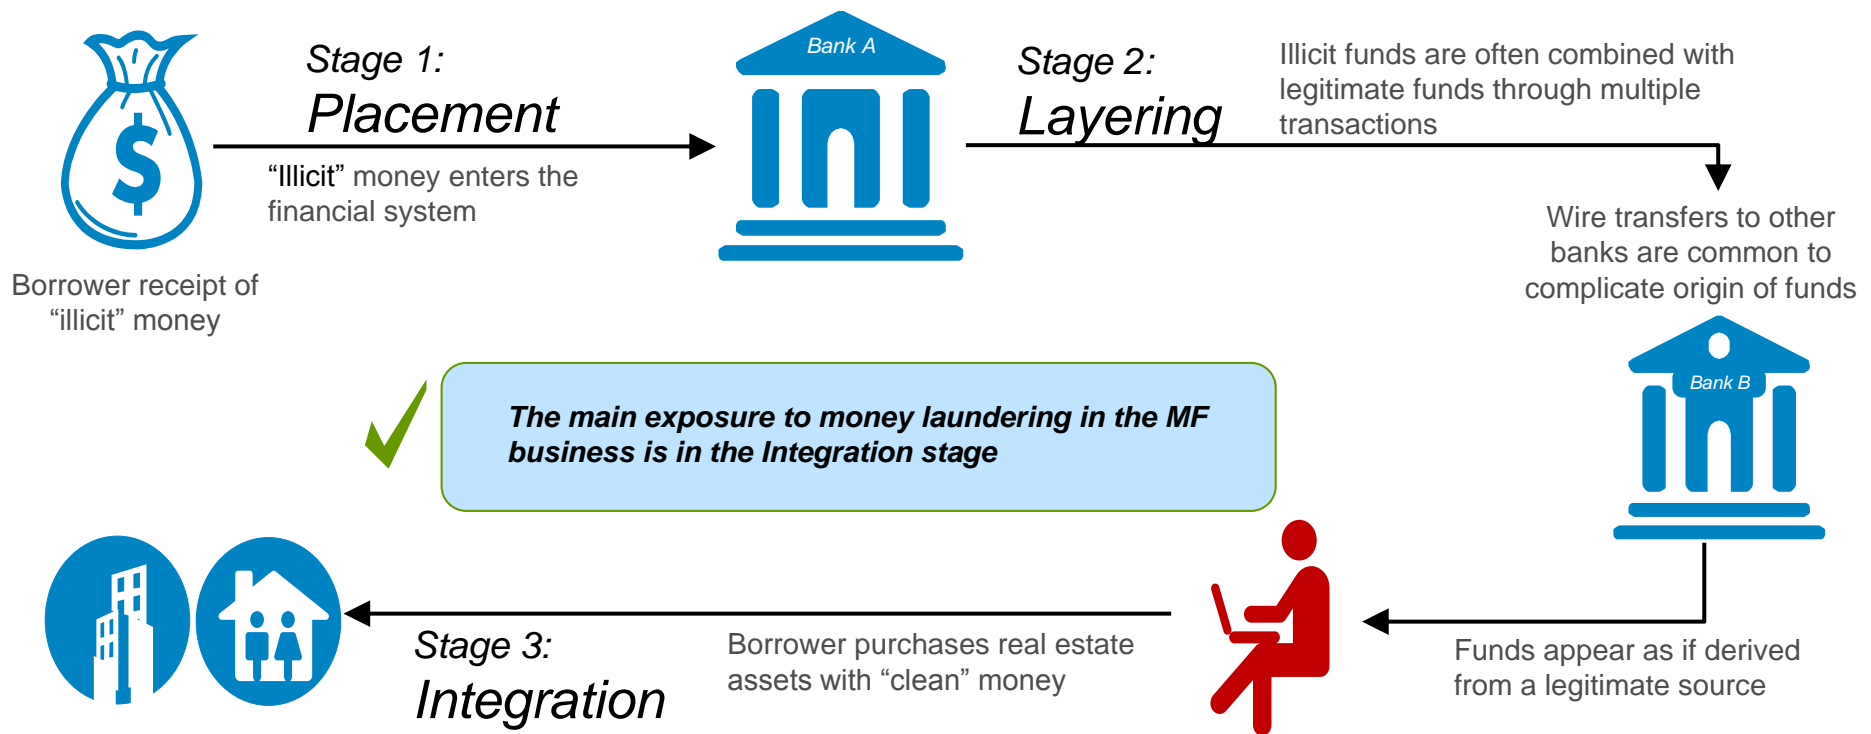 Stage 1:
Placement
“Illicit” money enters the
financial system
Borrower receipt of
“illicit” money
Bank A
Stage 2:
Layering
Illicit funds are often combined with
legitimate funds through multiple
transactions
Wire transfers to other
banks are common to
complicate origin of funds
Bank B
The main exposure to money laundering in the MF
business is in the Integration stage
Funds appear as if derived
from a legitimate source
Borrower purchases real estate
assets with “clean” money
Stage 3:
Integration